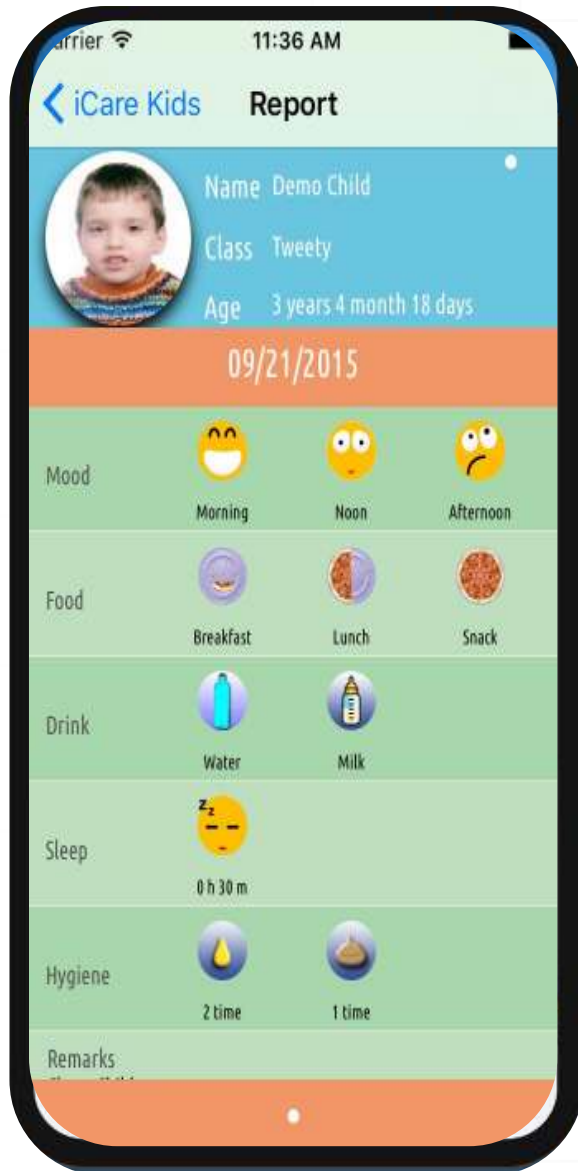 arrier 11:36 AM
iCare Kids Report
Name Demo Child
Class Tweety
Age 3 years 4 month 18 days
09/21/2015
Mood
Morning Noon Afternoon
Food
Breakfast Lunch Snack
Drink
Water Milk
zz
Sleep
0 h 30 m
Hygiene
2 time 1 time
Remarks